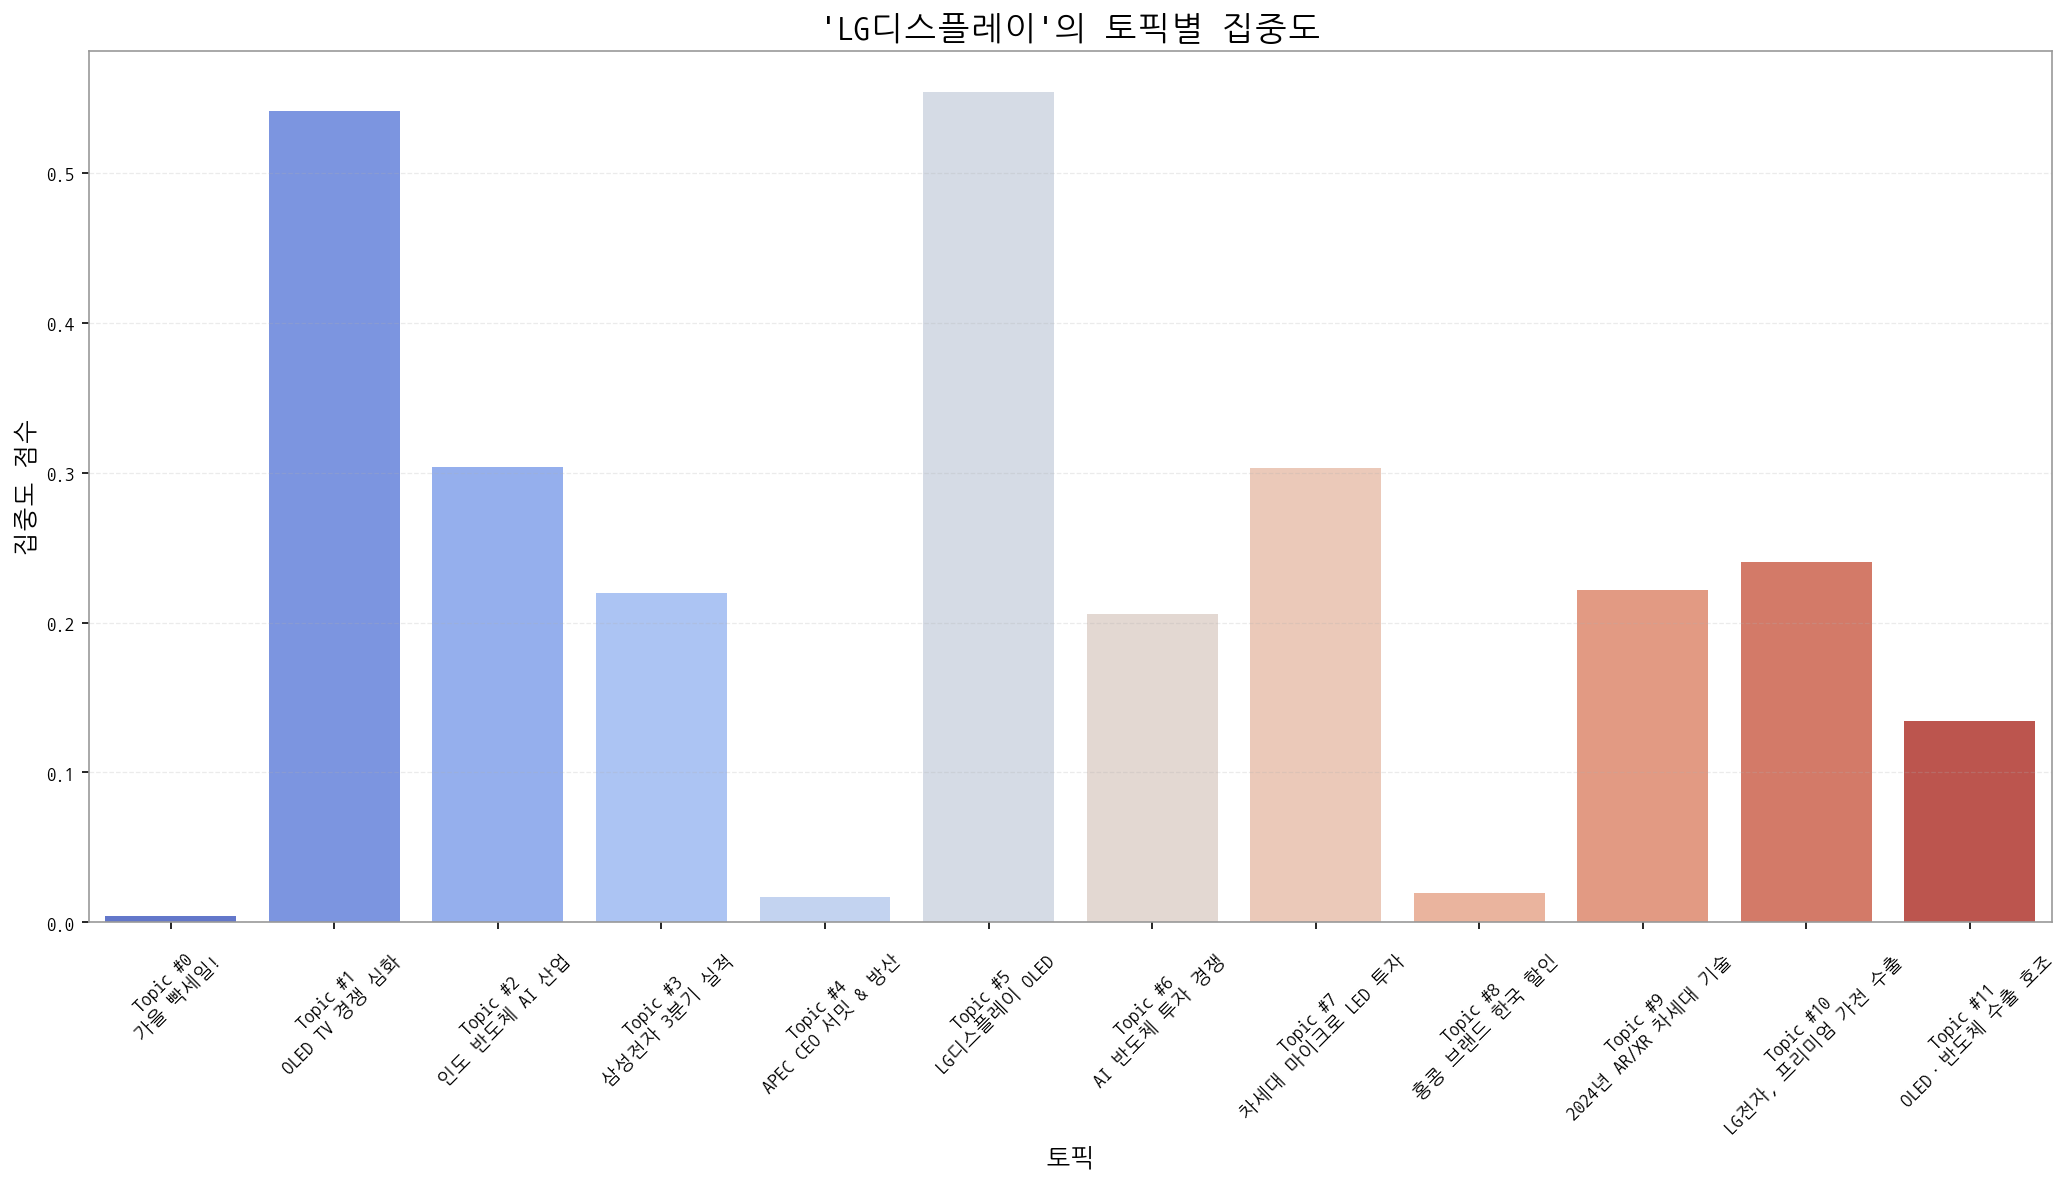 'LG디스플레이'의 토픽별 집중도
집중도 점수
0.5
0.4
0.3
0.2
0.1
0.0
Topic #0
가을 빡세일!
Topic #1
OLED TV 경쟁 심화
Topic #2
인도 반도체 AI 산업
Topic #3
삼성전자 3분기 실적
Topic #4
APEC CEO 서밋 & 방산
Topic #5
LG디스플레이 OLED
Topic #6
AI 반도체 투자 경쟁
Topic #7
차세대 마이크로 LED 투자
Topic #8
홍콩 브랜드 한국 할인
Topic #9
2024년 AR/XR 차세대 기술
Topic #10
LG전자, 프리미엄 가전 수출
Topic #11
OLED·반도체 수출 호조
토픽